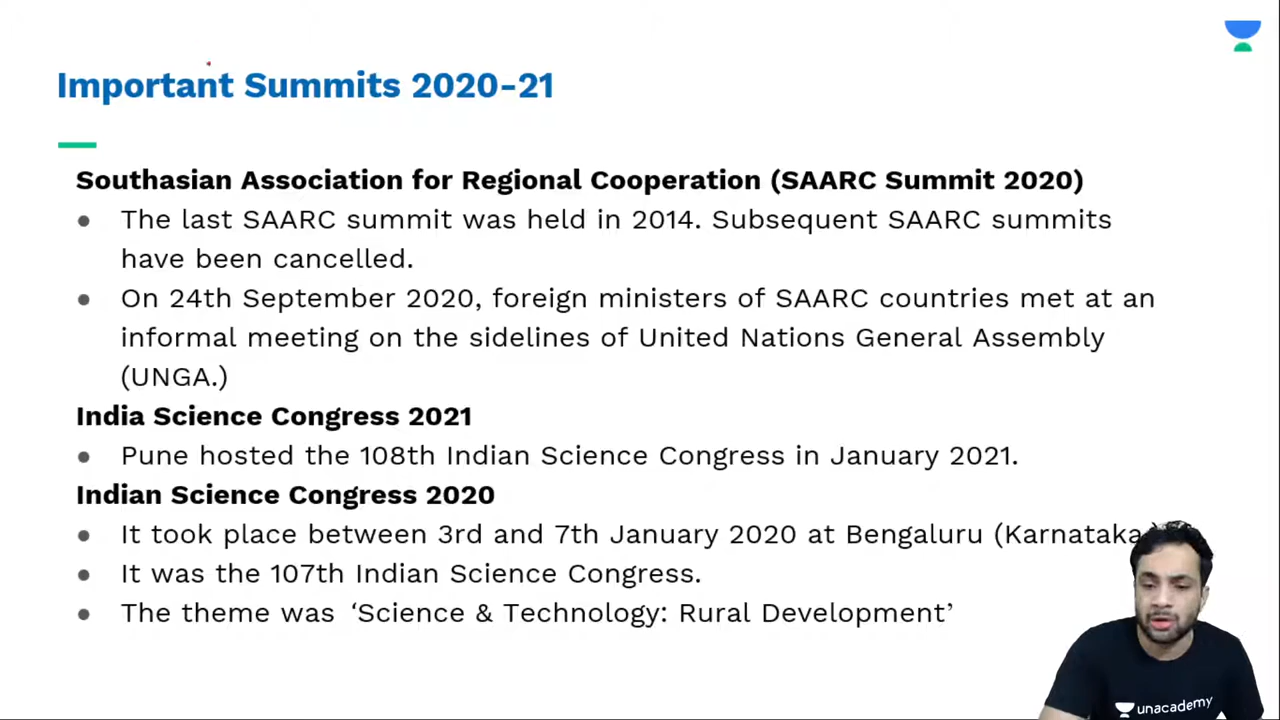 Important Summits 2020-21
Southasian Association for Regional Cooperation (SAARC Summit 2020)
● The last SAARC summit was held in 2014. Subsequent SAARC summits
have been cancelled.
● On 24th September 2020, foreign ministers of SAARC countries met at an
informal meeting on the sidelines of United Nations General Assembly
(UNGA.)
India Science Congress 2021
● Pune hosted the 108th Indian Science Congress in January 2021.
Indian Science Congress 2020
● It took place between 3rd and 7th January 2020 at Bengaluru (Karnataka)
● It was the 107th Indian Science Congress.
● The theme was ‘Science & Technology: Rural Development’
unacademy